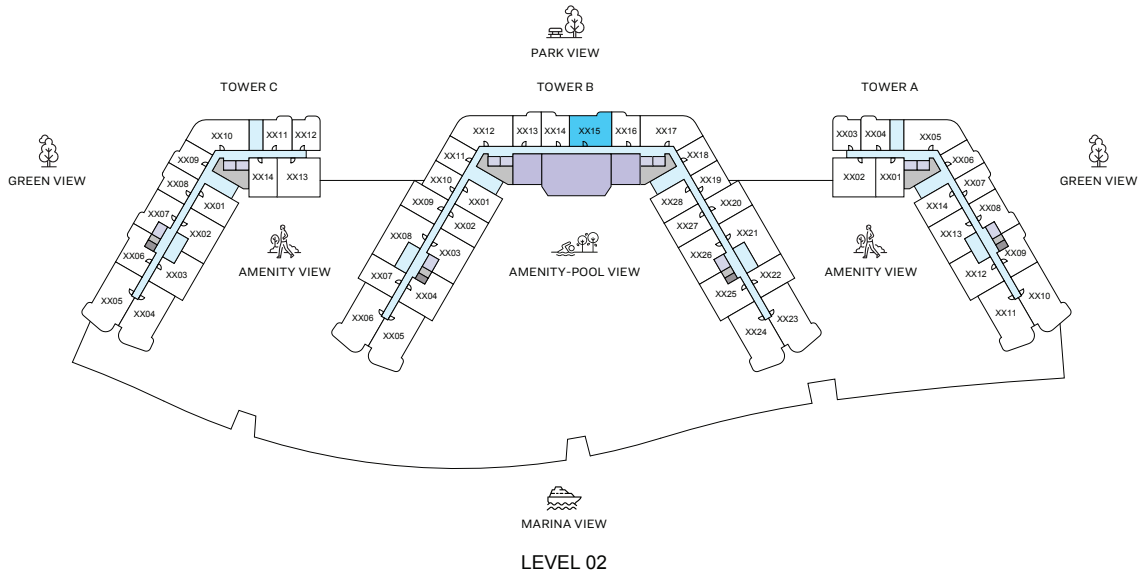 PARK VIEW
TOWER C
TOWER B
TOWER A
XX10
XX11
XX12
XX09
XX08
XX07
XX06
XX05
XX04
XX03
XX02
XX01
XX14
XX13
XX12
XX13
XX14
XX15
XX16
XX17
XX11
XX10
XX09
XX08
XX07
XX06
XX05
XX04
XX03
XX02
XX01
XX18
XX19
XX20
XX21
XX22
XX23
XX24
XX25
XX26
XX27
XX28
XX03
XX04
XX05
XX02
XX01
XX06
XX07
XX08
XX09
XX10
XX11
XX12
XX13
XX14
GREEN VIEW
GREEN VIEW
AMENITY VIEW
AMENITY-POOL VIEW
AMENITY VIEW
MARINA VIEW
LEVEL 02